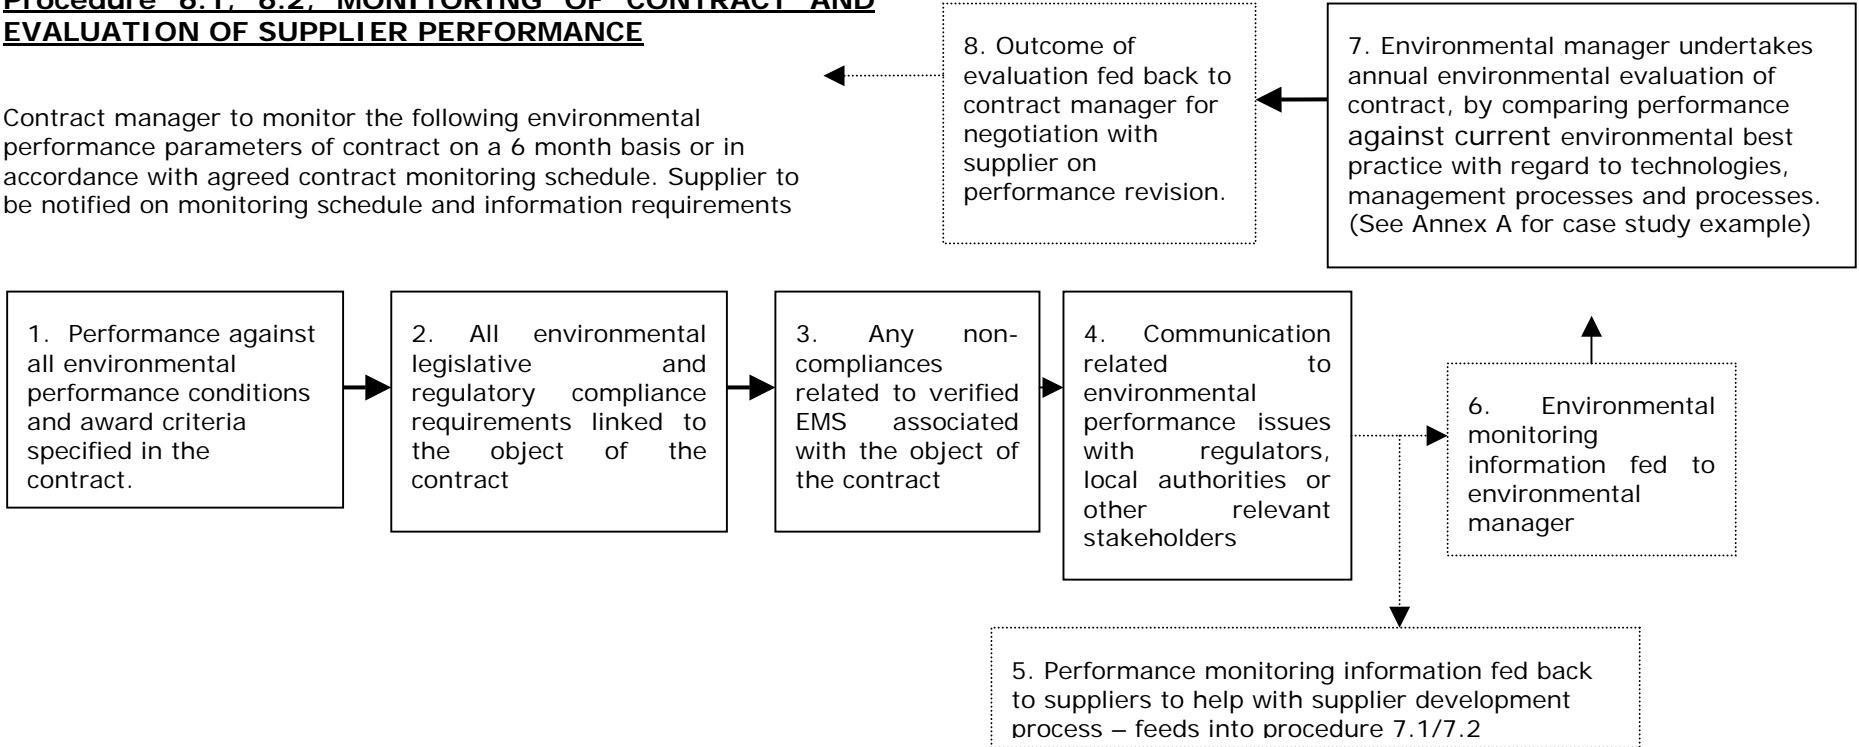 Procedure 6.1, 6.2, MONITORING OF CONTRACT AND
EVALUATION OF SUPPLIER PERFORMANCE
Contract manager to monitor the following environmental
performance parameters of contract on a 6 month basis or in
accordance with agreed contract monitoring schedule. Supplier to
be notified on monitoring schedule and information requirements
8. Outcome of
evaluation fed back to
contract manager for
negotiation with
supplier on
performance revision.
7. Environmental manager undertakes
annual environmental evaluation of
contract, by comparing performance
against current environmental best
practice with regard to technologies,
management processes and processes.
(See Annex A for case study example)
1. Performance against
all environmental
performance conditions
and award criteria
specified in the
contract.
2. All environmental
legislative and
regulatory compliance
requirements linked to
the object of the
contract
3. Any non-
compliances
related to verified
EMS associated
with the object of
the contract
4. Communication
related to
environmental
performance issues
with regulators,
local authorities or
other relevant
stakeholders
6. Environmental
monitoring
information fed to
environmental
manager
5. Performance monitoring information fed back
to suppliers to help with supplier development
process – feeds into procedure 7.1/7.2